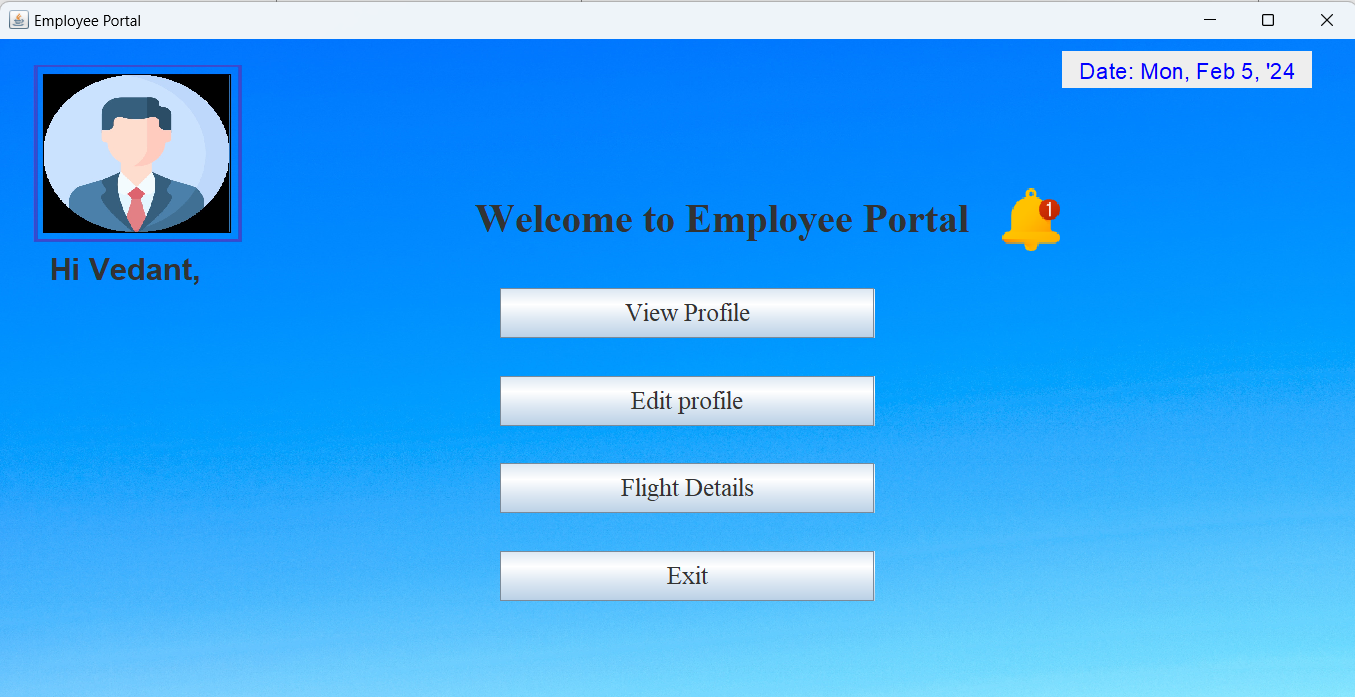 Employee Portal
Date: Mon, Feb 5, '24
Welcome to Employee Portal
1
Hi Vedant,
View Profile
Edit profile
Flight Details
Exit